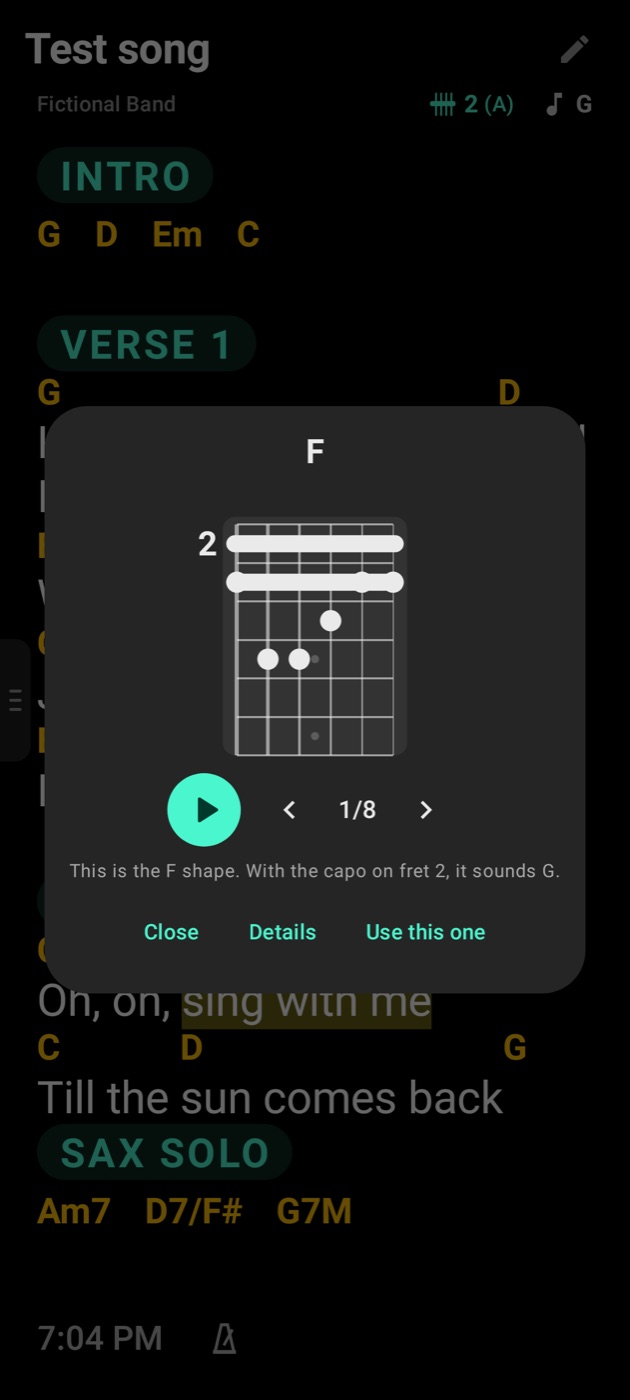 Test song
Fictional Band
2 (A)
G
INTRO
G D Em C
VERSE 1
G D
F
2
1/8
This is the F shape. With the capo on fret 2, it sounds G.
Close Details Use this one
Oh, oh, sing with me
C D G
Till the sun comes back
SAX SOLO
Am7 D7/F# G7M
7:04 PM